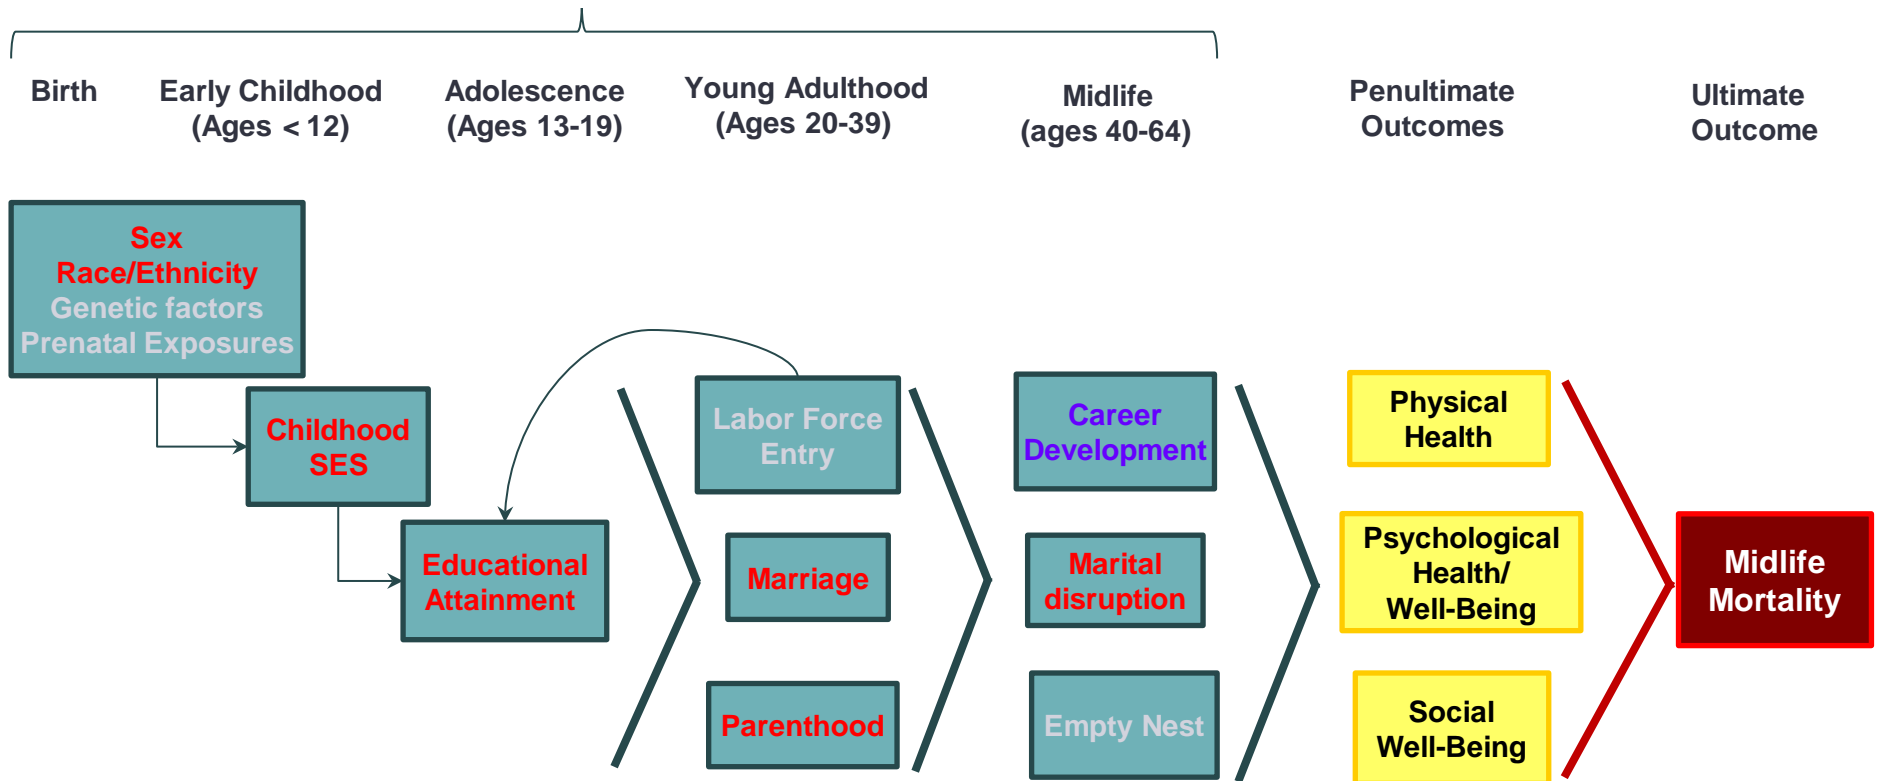 Birth
Early Childhood
(Ages < 12)
Adolescence
(Ages 13-19)
Young Adulthood
(Ages 20-39)
Midlife
(ages 40-64)
Penultimate
Outcomes
Ultimate
Outcome
Sex
Race/Ethnicity
Genetic factors
Prenatal Exposures
Childhood
SES
Educational
Attainment
Labor Force
Entry
Marriage
Parenthood
Career
Development
Marital
disruption
Empty Nest
Physical
Health
Psychological
Health/
Well-Being
Social
Well-Being
Midlife
Mortality